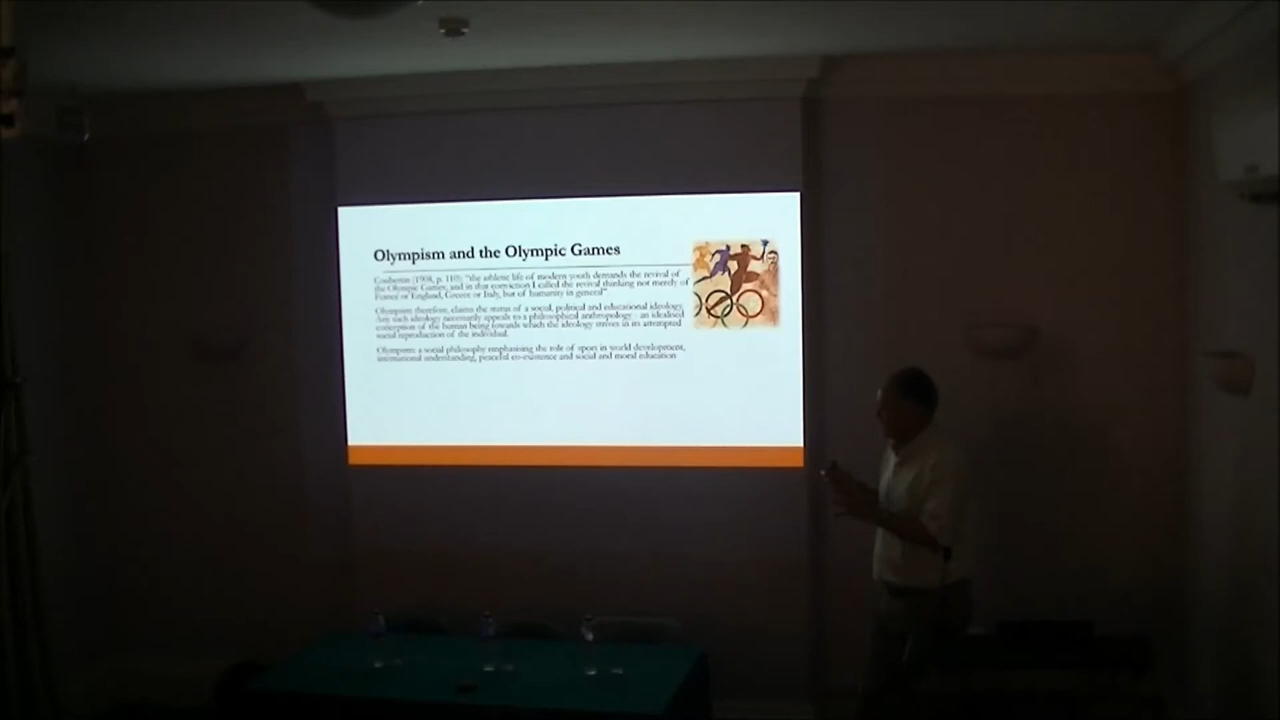 Olympism and the Olympic Games
Coubertin (1908, p. 110) "the athletic life of modern youth demands the revival of
the Olympic Games, and in that conviction I called the revival thinking not merely of
France or England, Greece or Italy, but of humanity in general"
Olympism therefore, claims the status of a social, political and educational ideology.
Any such ideology necessarily appeals to a philosophical anthropology - an idealised
conception of the human being towards which the ideology strives in its attempted
social reproduction of the individual.
Olympism: a social philosophy emphasising the role of sport in world development,
international understanding, peaceful co-existence and social and moral education